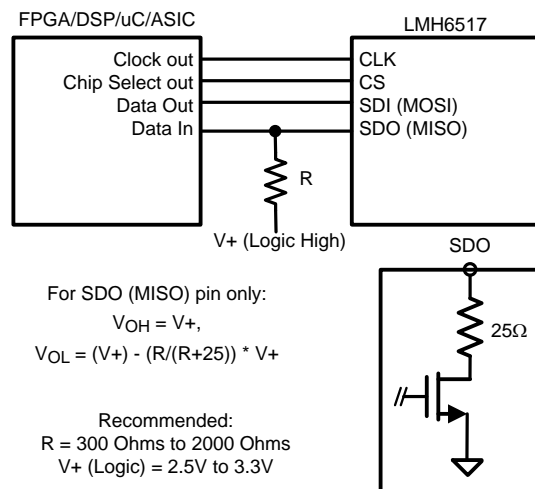 FPGA/DSP/uC/ASIC
LMH6517
Clock out
Chip Select out
Data Out
Data In
CLK
CS
SDI (MOSI)
SDO (MISO)
R
V+ (Logic High)
SDO
25Ω
For SDO (MISO) pin only:
VOH = V+,
VOL = (V+) - (R/(R+25)) * V+
Recommended:
R = 300 Ohms to 2000 Ohms
V+ (Logic) = 2.5V to 3.3V